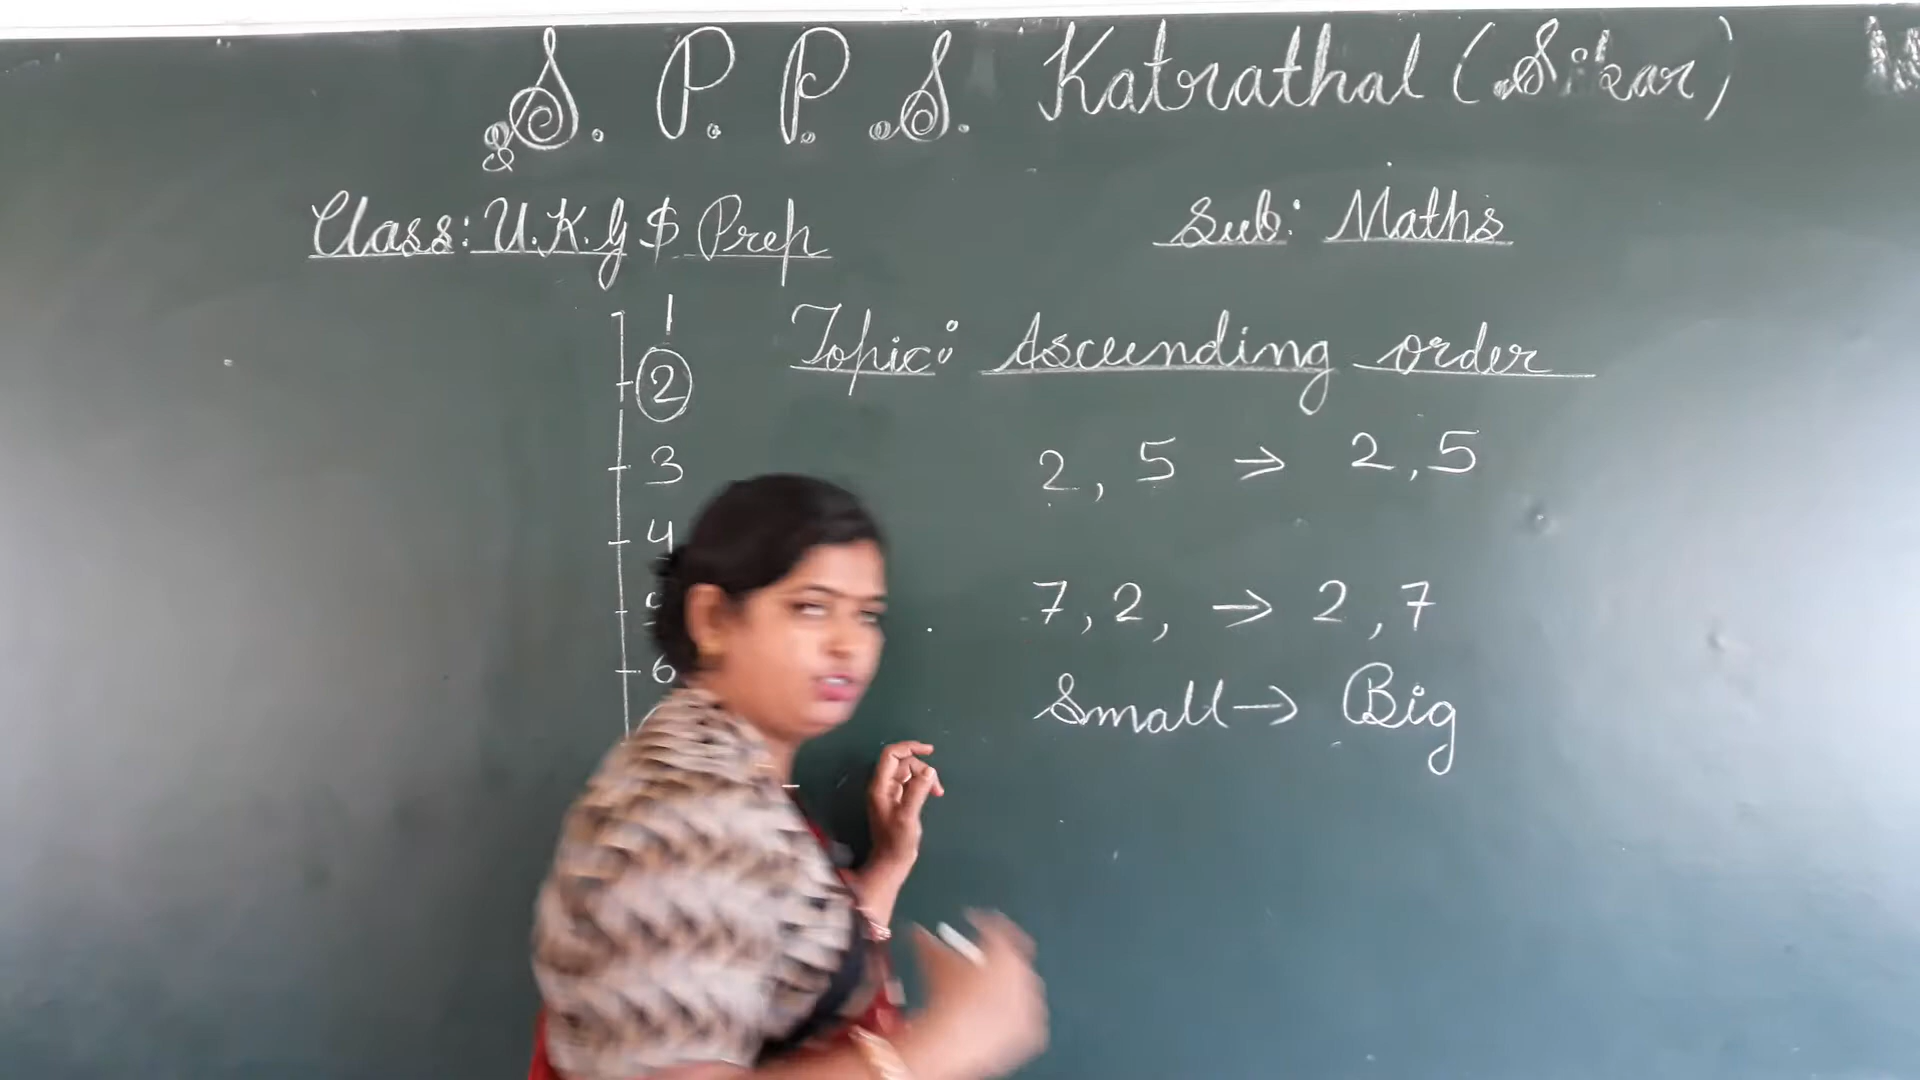 S. P. P. S. Katrathal (Sikar)
Class: U.K.G $ Prep
Sub: Maths
1
2
3
4
6
Topic: Ascending order
2, 5 → 2, 5
7, 2, → 2, 7
Small → Big